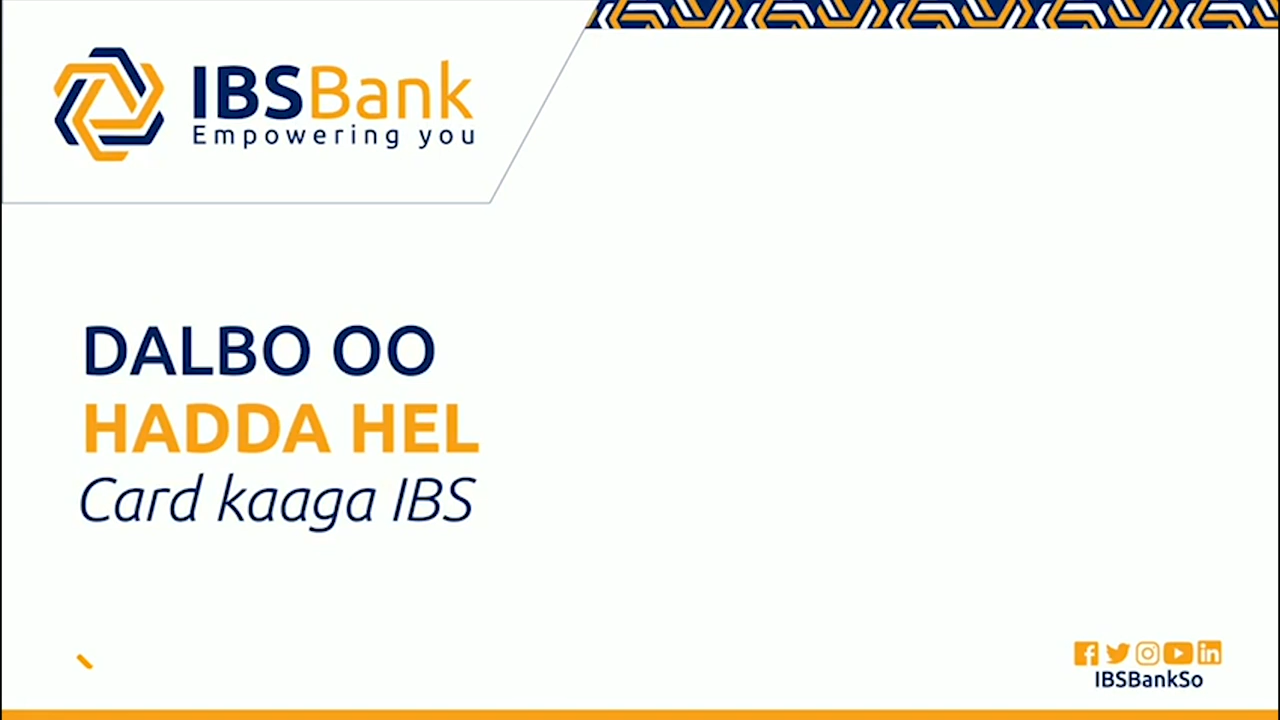 IBSBank
Empowering you
DALBO OO
HADDA HEL
Card kaaga IBS
IBSBankSo